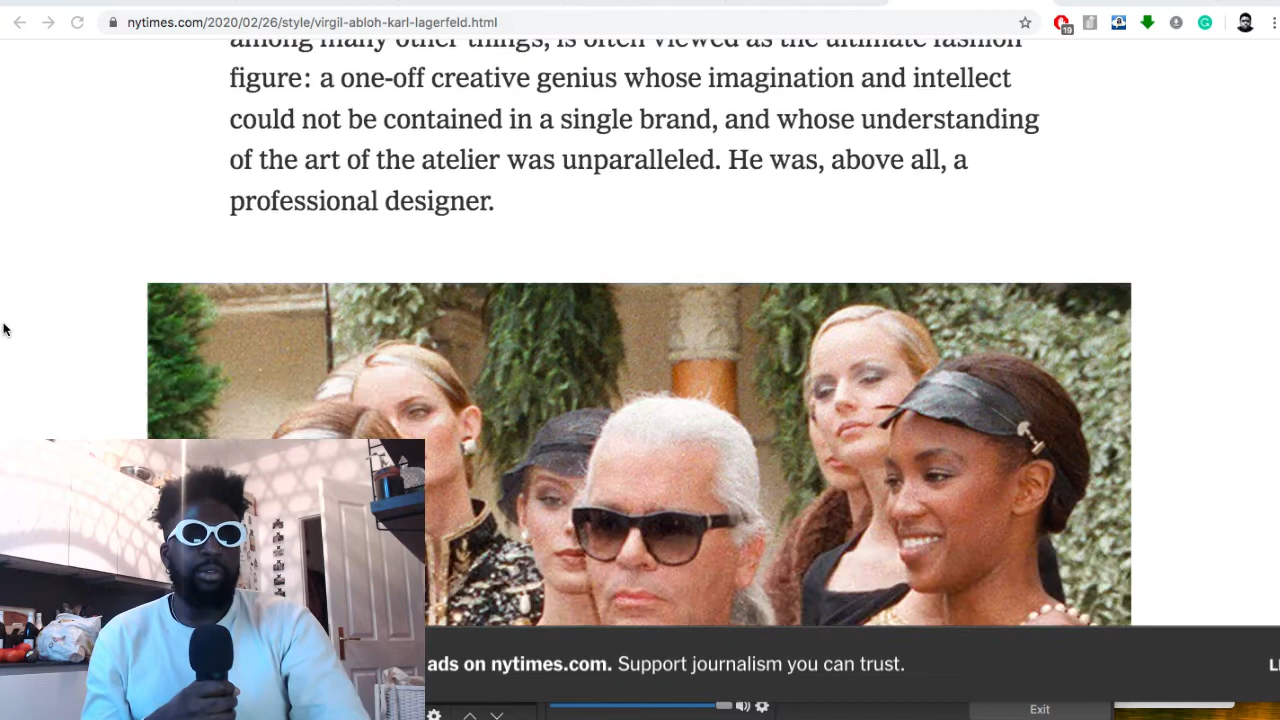 nytimes.com/2020/02/26/style/virgil-abloh-karl-lagerfeld.html
19
among many other things, is often viewed as the ultimate fashion
figure: a one-off creative genius whose imagination and intellect
could not be contained in a single brand, and whose understanding
of the art of the atelier was unparalleled. He was, above all, a
professional designer.
ads on nytimes.com. Support journalism you can trust.
Exit